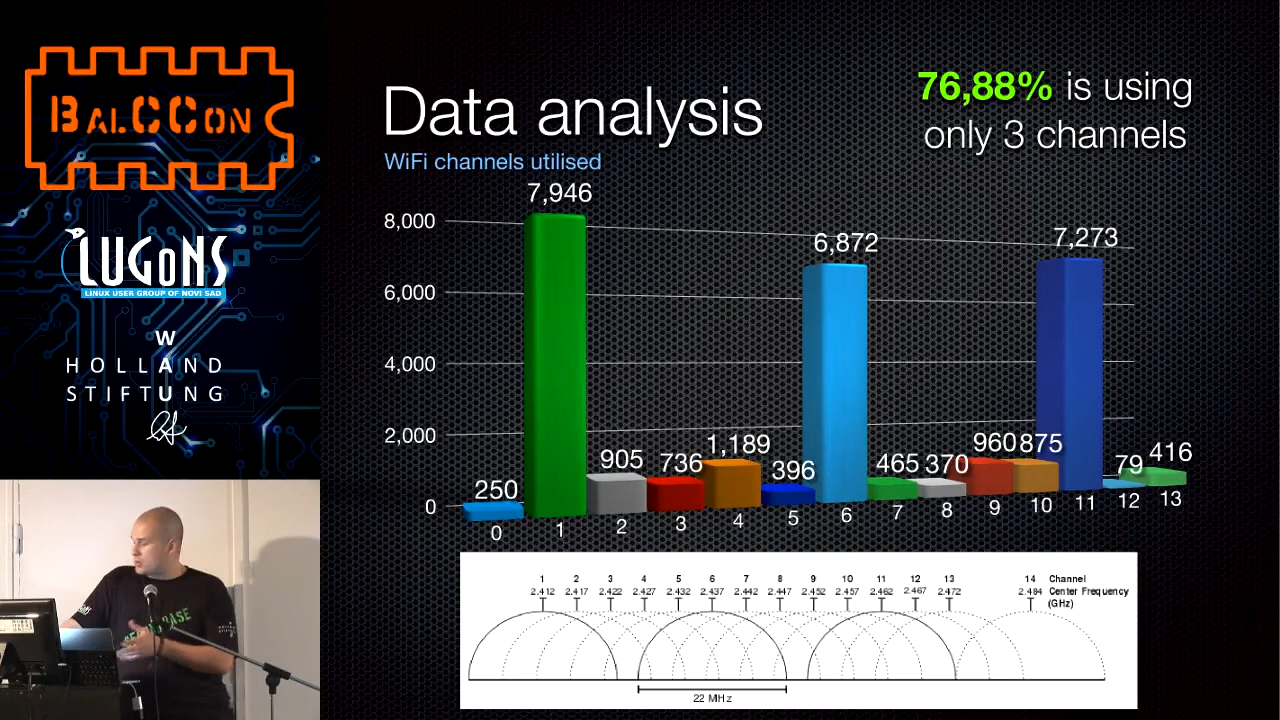 BALCCON
LUGONS
LINUX USER GROUP OF NOVI SAD
W
HOLLAND
STIFTUNG
Data analysis
WiFi channels utilised
76,88% is using
only 3 channels
8,000
6,000
4,000
2,000
0
250
7,946
905
736
1,189
396
6,872
465
370
960
875
7,273
79
416
0 1 2 3 4 5 6 7 8 9 10 11 12 13
1 2 3 4 5 6 7 8 9 10 11 12 13 14 Channel
2.412 2.417 2.422 2.427 2.432 2.437 2.442 2.447 2.452 2.457 2.462 2.467 2.472 2.484 Center Frequency
(GHz)
22 MHz